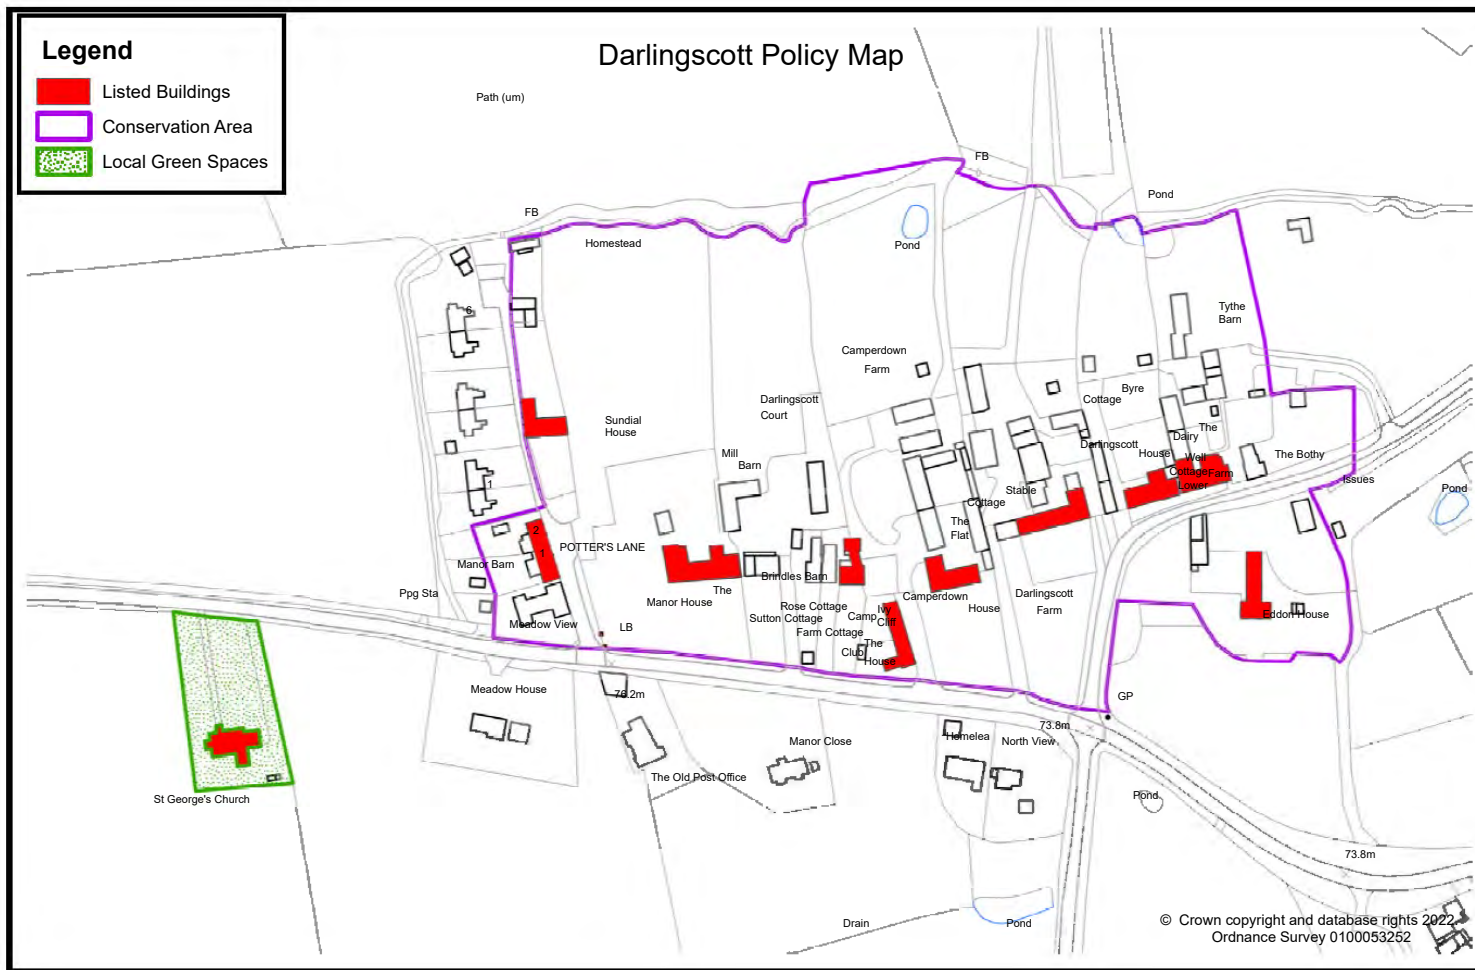 Legend
Listed Buildings
Conservation Area
Local Green Spaces
Darlingscott Policy Map
Path (um)
FB
Pond
FB
Homestead
Pond
6
Tythe
Barn
Camperdown
Farm
Byre
Cottage
Darlingscott
Court
Sundial
House
The
Dairy
Darlingscott
House
Mill
Barn
Well
Cottage
Farm
Lower
The Bothy
Issues
Pond
1
Stable
Cottage
The
Flat
2
1
POTTER'S LANE
Manor Barn
Brindles Barn
Ppg Sta
The
Manor House
Camperdown
House
Darlingscott
Farm
Rose Cottage
Sutton Cottage
Camp
Ivy
Cliff
Farm Cottage
The
Club
House
Eddon House
Meadow View
LB
Meadow House
76.2m
GP
73.8m
Homelea
North View
Manor Close
The Old Post Office
St George's Church
Pond
73.8m
Drain
Pond
© Crown copyright and database rights 2022
Ordnance Survey 0100053252